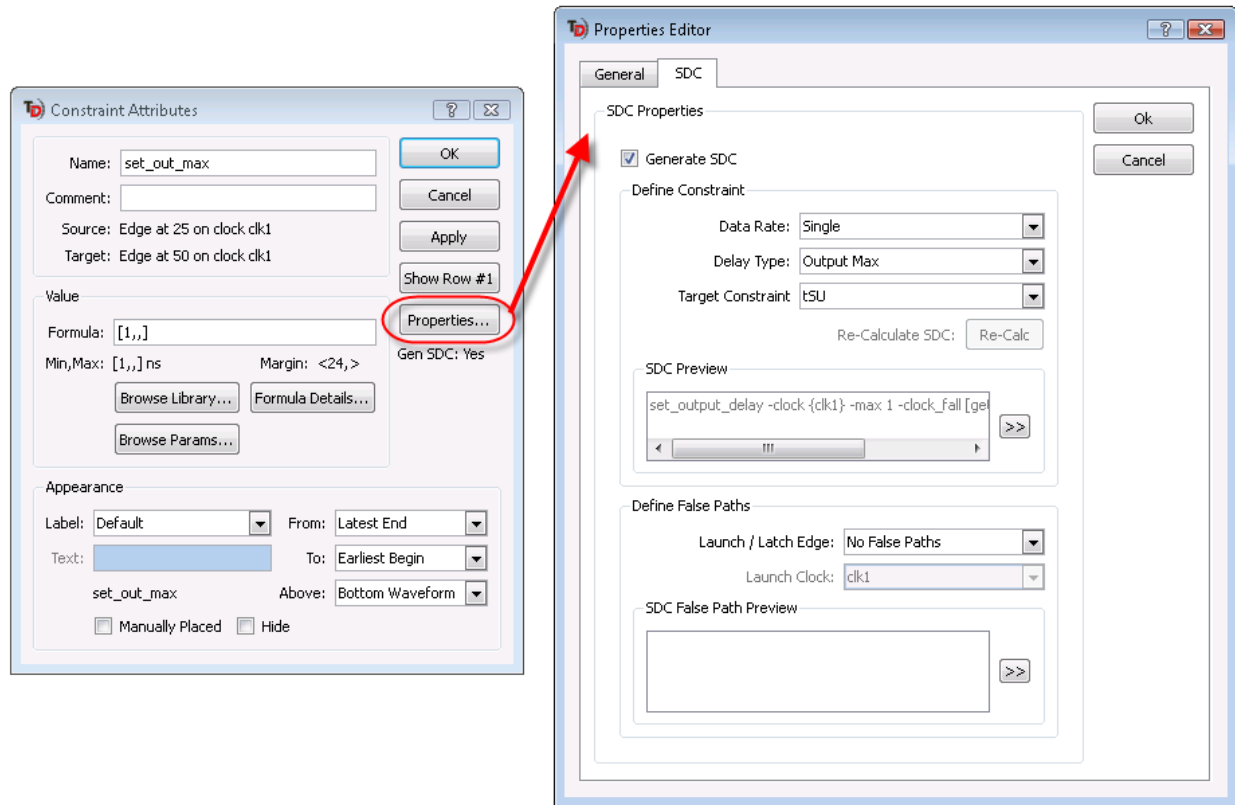 TD Constraint Attributes
Name: set_out_max
Comment:
Source: Edge at 25 on clock clk1
Target: Edge at 50 on clock clk1
OK
Cancel
Apply
Show Row #1
Properties...
Gen SDC: Yes
Value
Formula: [1,,]
Min,Max: [1,,] ns Margin: <24,>
Browse Library... Formula Details...
Browse Params...
Appearance
Label: Default From: Latest End
Text: To: Earliest Begin
set_out_max Above: Bottom Waveform
Manually Placed Hide
TD Properties Editor
General SDC
SDC Properties
Ok
Cancel
Generate SDC
Define Constraint
Data Rate: Single
Delay Type: Output Max
Target Constraint tSU
Re-Calculate SDC: Re-Calc
SDC Preview
set_output_delay -clock {clk1} -max 1 -clock_fall [get
>>
Define False Paths
Launch / Latch Edge: No False Paths
Launch Clock: clk1
SDC False Path Preview
>>